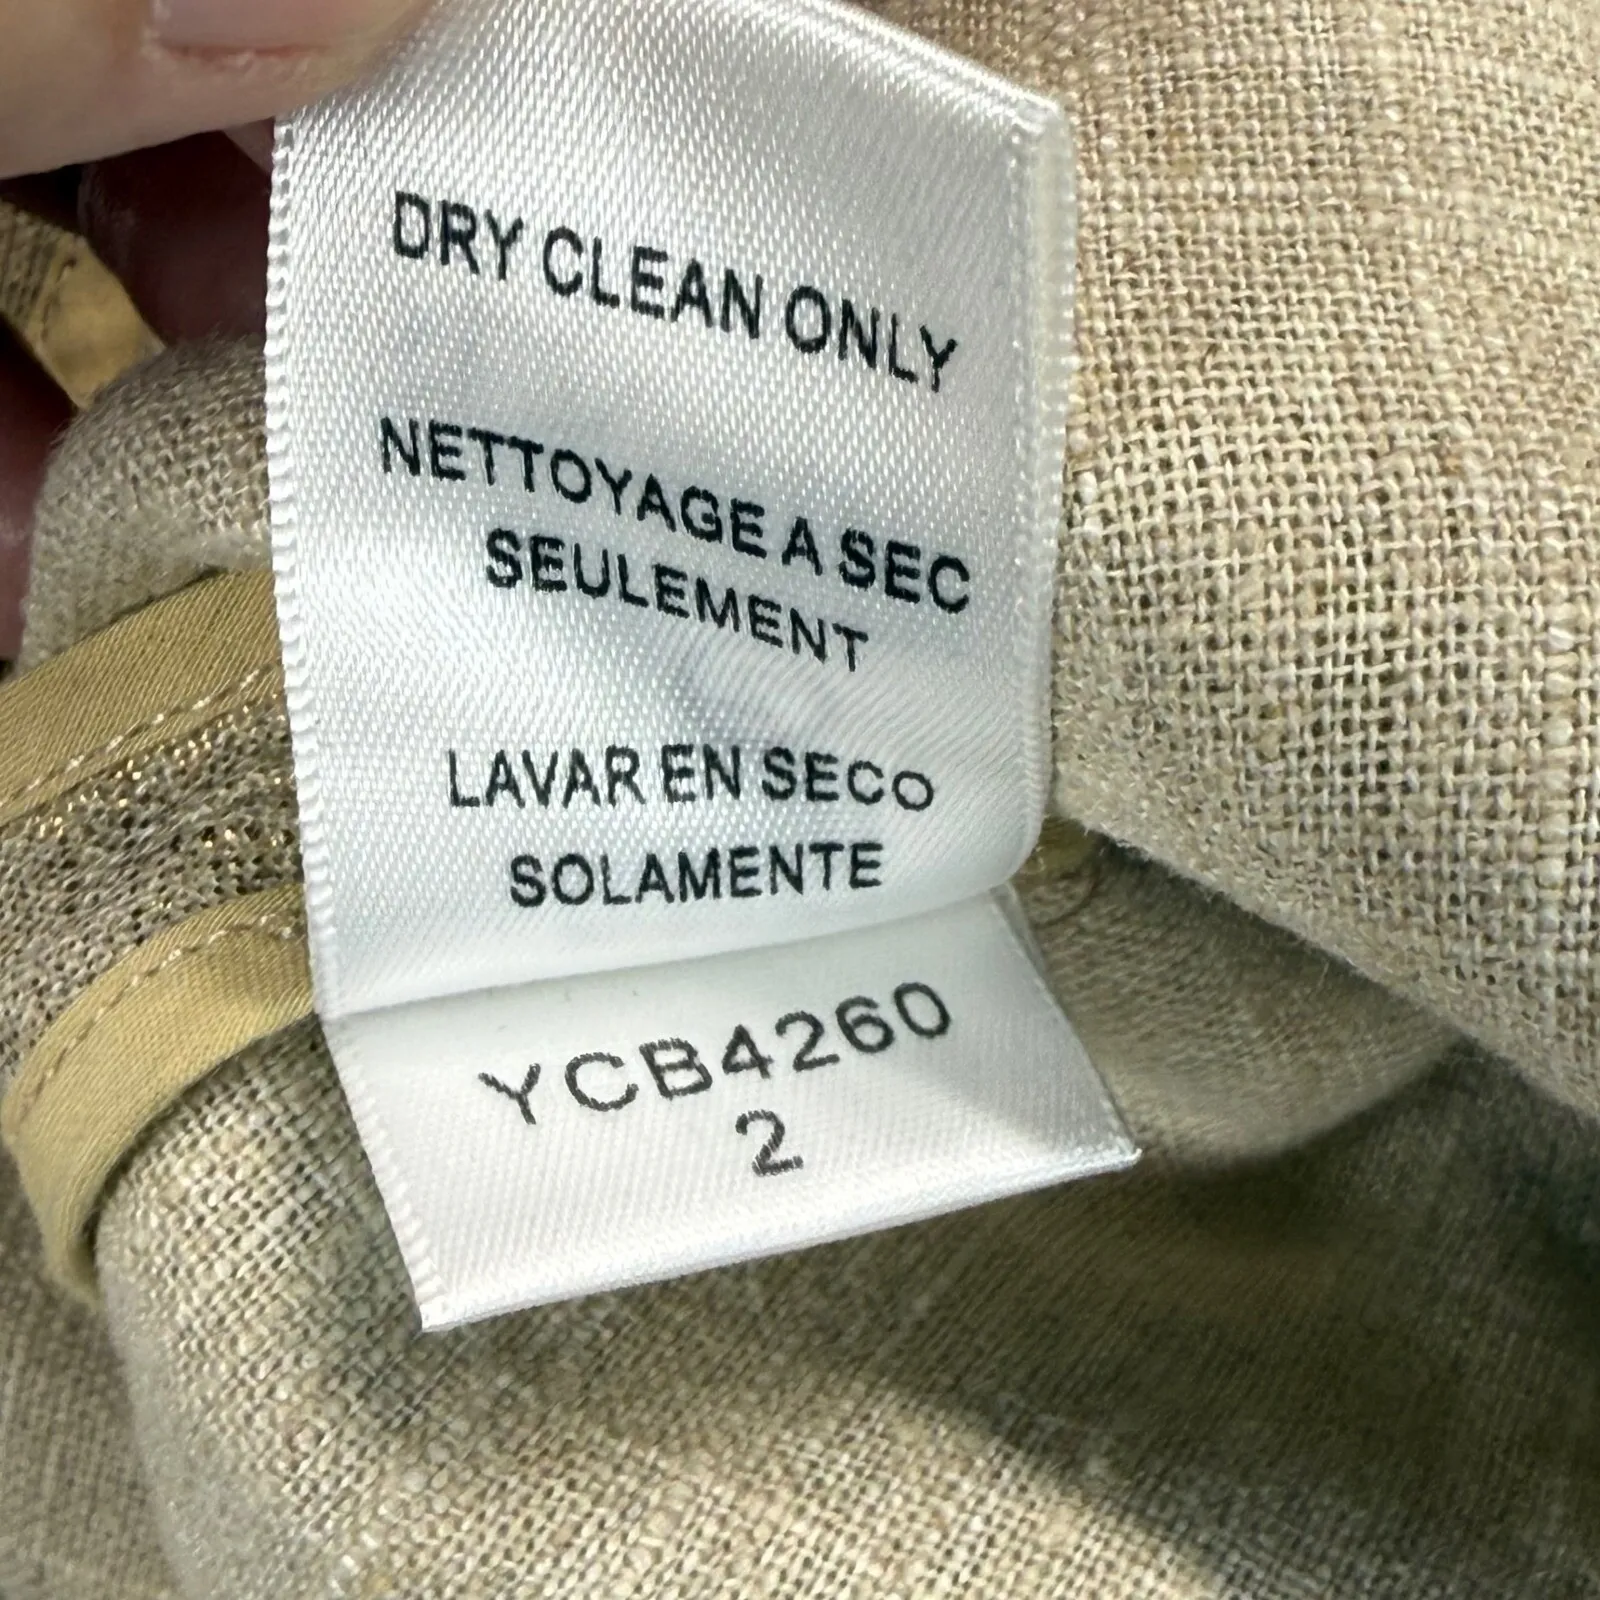 DRY CLEAN ONLY
NETTOYAGE A SEC
SEULEMENT
LAVAR EN SECO
SOLAMENTE
YCB4260
2